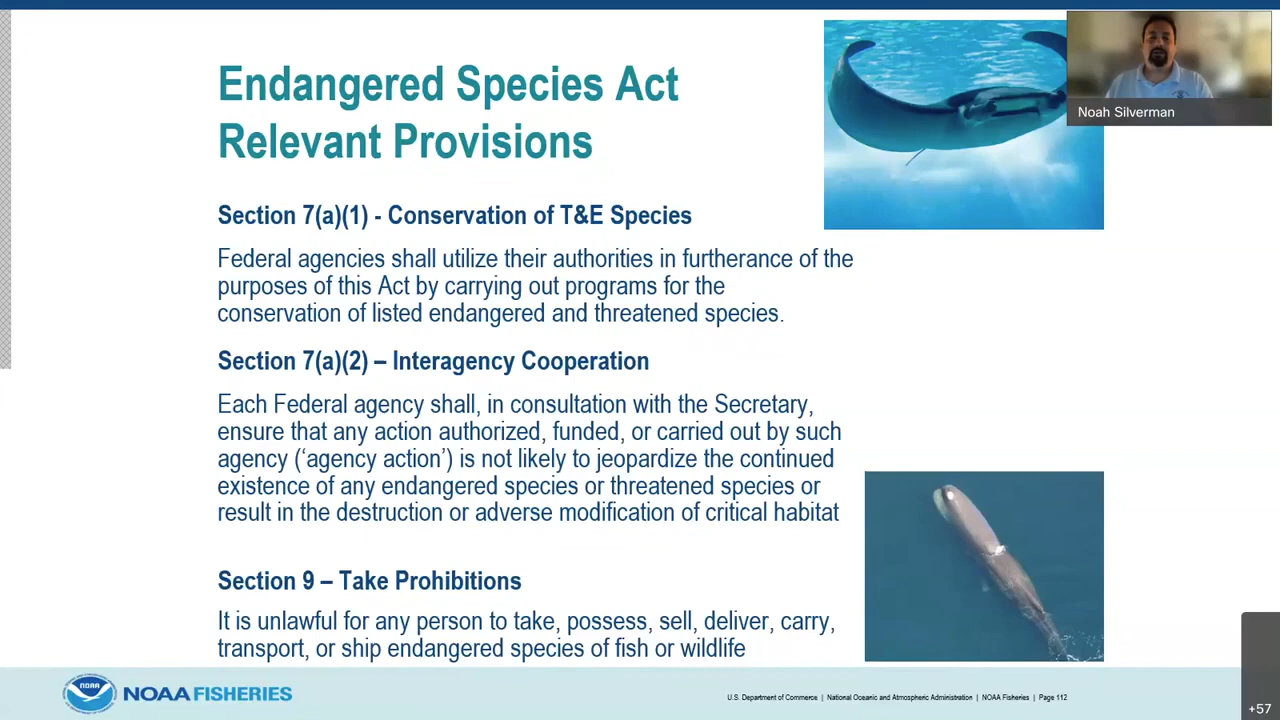 Endangered Species Act
Relevant Provisions
Noah Silverman
Section 7(a)(1) - Conservation of T&E Species
Federal agencies shall utilize their authorities in furtherance of the
purposes of this Act by carrying out programs for the
conservation of listed endangered and threatened species.
Section 7(a)(2) – Interagency Cooperation
Each Federal agency shall, in consultation with the Secretary,
ensure that any action authorized, funded, or carried out by such
agency (‘agency action’) is not likely to jeopardize the continued
existence of any endangered species or threatened species or
result in the destruction or adverse modification of critical habitat
Section 9 – Take Prohibitions
It is unlawful for any person to take, possess, sell, deliver, carry,
transport, or ship endangered species of fish or wildlife
NOAA
NOAA FISHERIES
U.S. Department of Commerce | National Oceanic and Atmospheric Administration | NOAA Fisheries | Page 112
+57